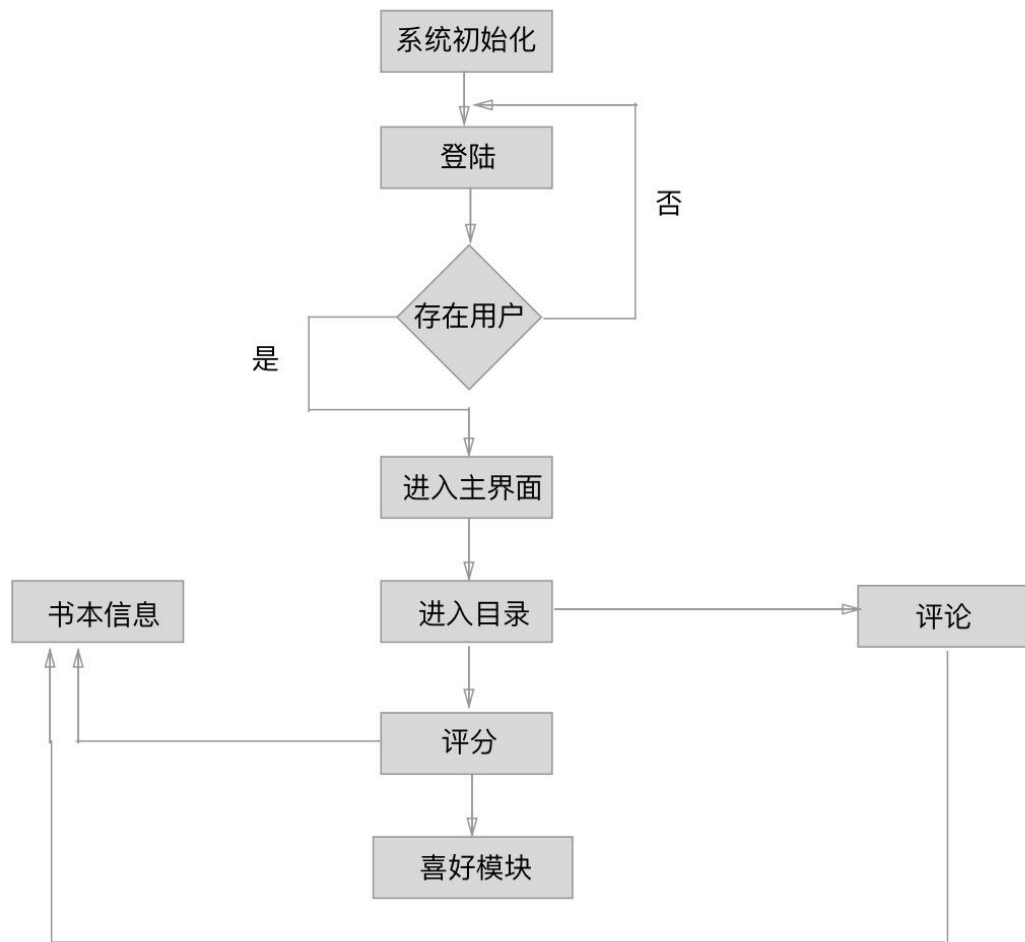 系统初始化
登陆
否
存在用户
是
进入主界面
书本信息
进入目录
评论
评分
喜好模块